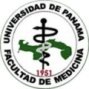 UNIVERSIDAD DE PANAMA
1951
FACULTAD DE MEDICINA